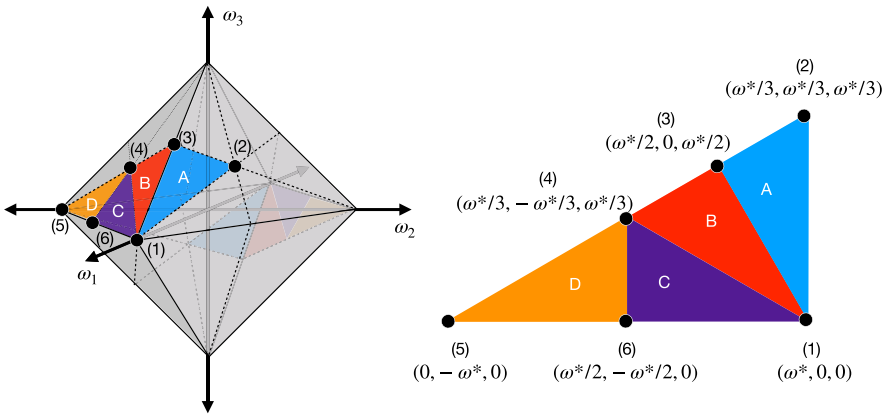 ω₃
(4)
(3)
(2)
B
A
D
C
(5)
(6)
(1)
ω₂
ω₁
(2)
(ω*/3, ω*/3, ω*/3)
(3)
(ω*/2, 0, ω*/2)
A
(4)
(ω*/3, − ω*/3, ω*/3)
B
D
C
(5)
(6)
(1)
(0, − ω*, 0)
(ω*/2, − ω*/2, 0)
(ω*, 0, 0)